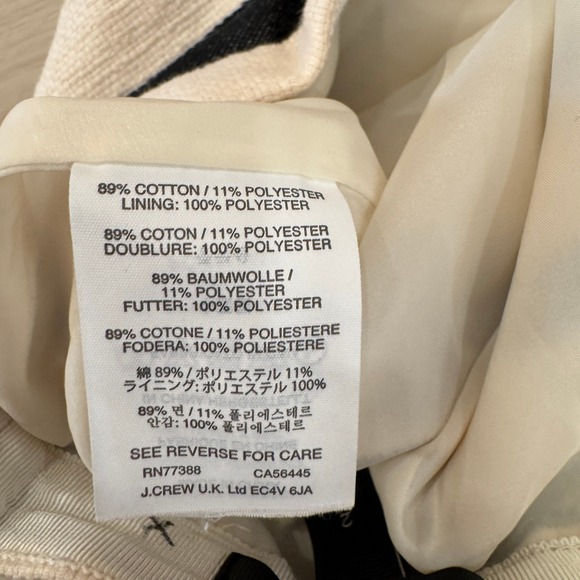 89% COTTON / 11% POLYESTER
LINING: 100% POLYESTER
89% COTON / 11% POLYESTER
DOUBLURE: 100% POLYESTER
89% BAUMWOLLE /
11% POLYESTER
FUTTER: 100% POLYESTER
89% COTONE / 11% POLIESTERE
FODERA: 100% POLIESTERE
綿 89% / ポリエステル 11%
ライニング: ポリエステル 100%
89% 면 / 11% 폴리에스테르
안감: 100% 폴리에스테르
SEE REVERSE FOR CARE
RN77388 CA56445
J.CREW U.K. Ltd EC4V 6JA